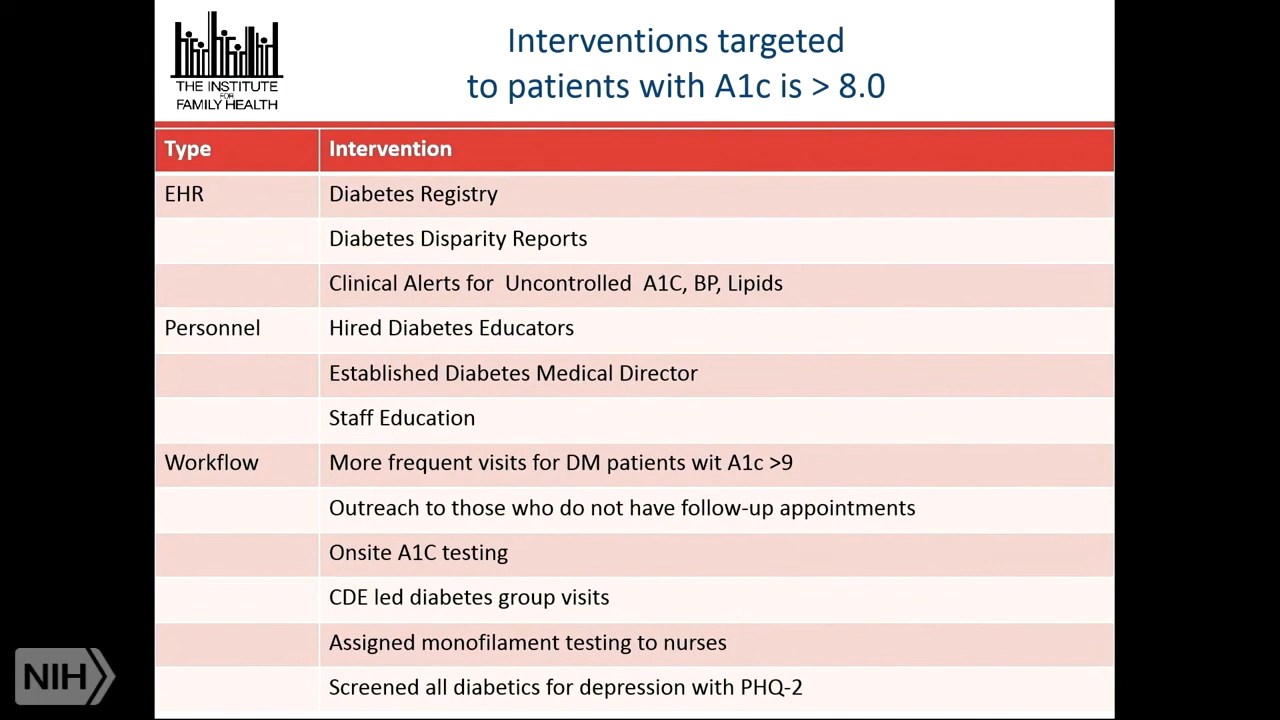 THE INSTITUTE
FOR
FAMILY HEALTH
Interventions targeted
to patients with A1c is > 8.0
Type Intervention
EHR Diabetes Registry
Diabetes Disparity Reports
Clinical Alerts for Uncontrolled A1C, BP, Lipids
Personnel Hired Diabetes Educators
Established Diabetes Medical Director
Staff Education
Workflow More frequent visits for DM patients wit A1c >9
Outreach to those who do not have follow-up appointments
Onsite A1C testing
CDE led diabetes group visits
Assigned monofilament testing to nurses
Screened all diabetics for depression with PHQ-2
NIH